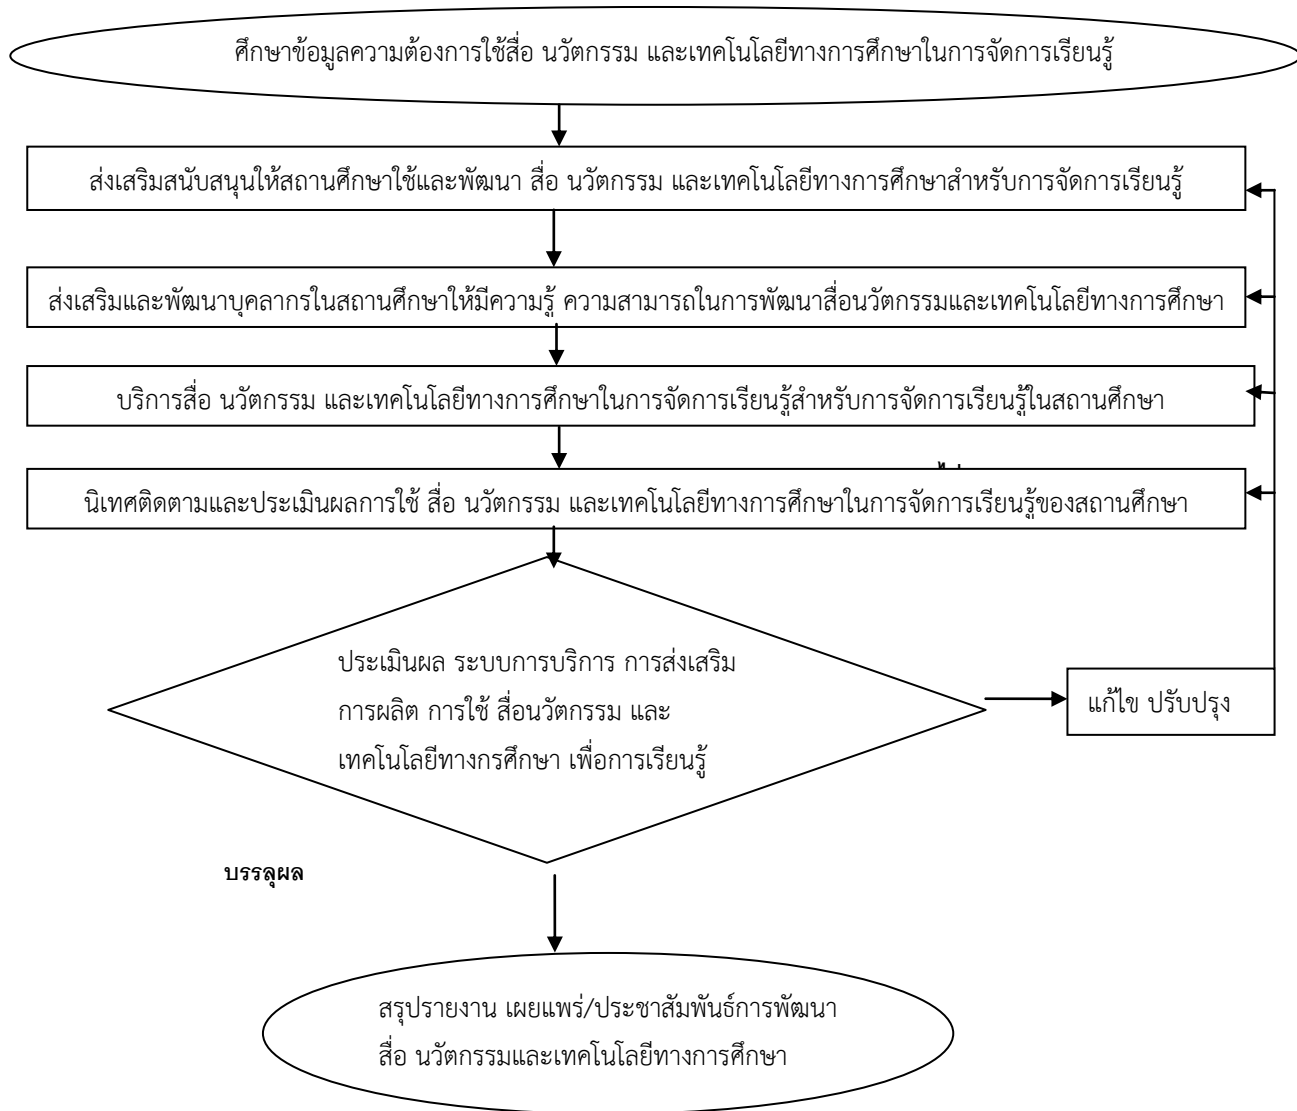 ศึกษาข้อมูลความต้องการใช้สื่อ นวัตกรรม และเทคโนโลยีทางการศึกษาในการจัดการเรียนรู้
ส่งเสริมสนับสนุนให้สถานศึกษาใช้และพัฒนา สื่อ นวัตกรรม และเทคโนโลยีทางการศึกษาสำหรับการจัดการเรียนรู้
ส่งเสริมและพัฒนาบุคลากรในสถานศึกษาให้มีความรู้ ความสามารถในการพัฒนาสื่อนวัตกรรมและเทคโนโลยีทางการศึกษา
บริการสื่อ นวัตกรรม และเทคโนโลยีทางการศึกษาในการจัดการเรียนรู้สำหรับการจัดการเรียนรู้ในสถานศึกษา
นิเทศติดตามและประเมินผลการใช้ สื่อ นวัตกรรม และเทคโนโลยีทางการศึกษาในการจัดการเรียนรู้ของสถานศึกษา
ประเมินผล ระบบการบริการ การส่งเสริม
การผลิต การใช้ สื่อนวัตกรรม และ
เทคโนโลยีทางกรศึกษา เพื่อการเรียนรู้
แก้ไข ปรับปรุง
บรรลุผล
สรุปรายงาน เผยแพร่/ประชาสัมพันธ์การพัฒนา
สื่อ นวัตกรรมและเทคโนโลยีทางการศึกษา